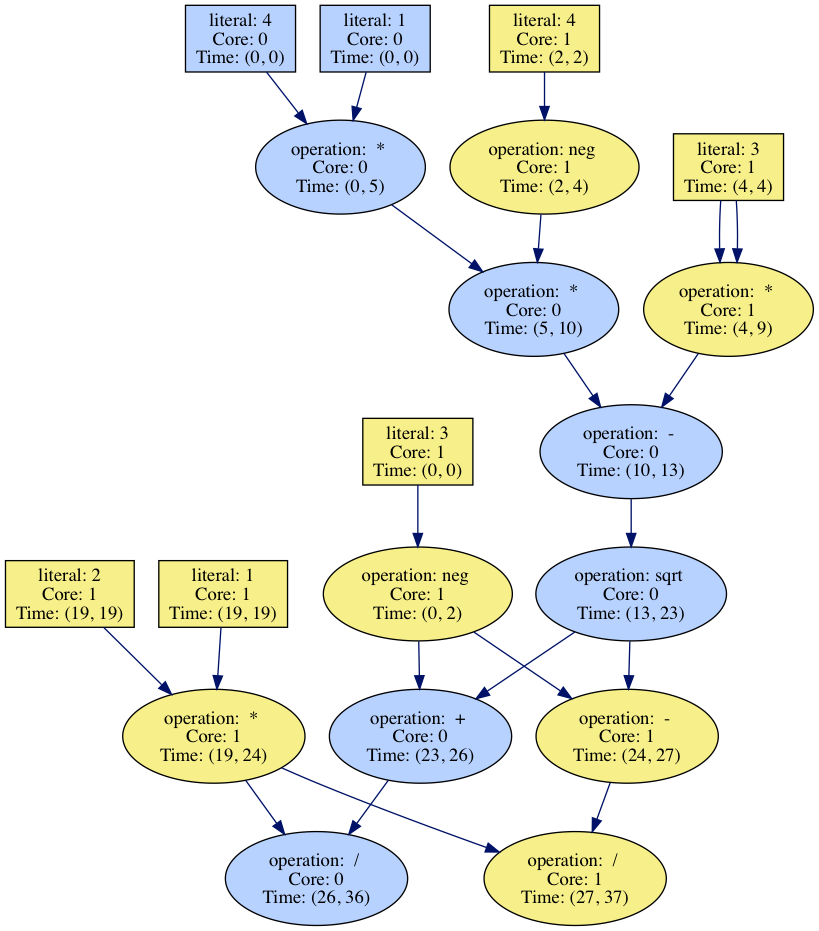 literal: 4
Core: 0
Time: (0, 0)
literal: 1
Core: 0
Time: (0, 0)
literal: 4
Core: 1
Time: (2, 2)
operation: *
Core: 0
Time: (0, 5)
operation: neg
Core: 1
Time: (2, 4)
literal: 3
Core: 1
Time: (4, 4)
operation: *
Core: 0
Time: (5, 10)
operation: *
Core: 1
Time: (4, 9)
literal: 3
Core: 1
Time: (0, 0)
operation: -
Core: 0
Time: (10, 13)
literal: 2
Core: 1
Time: (19, 19)
literal: 1
Core: 1
Time: (19, 19)
operation: neg
Core: 1
Time: (0, 2)
operation: sqrt
Core: 0
Time: (13, 23)
operation: *
Core: 1
Time: (19, 24)
operation: +
Core: 0
Time: (23, 26)
operation: -
Core: 1
Time: (24, 27)
operation: /
Core: 0
Time: (26, 36)
operation: /
Core: 1
Time: (27, 37)